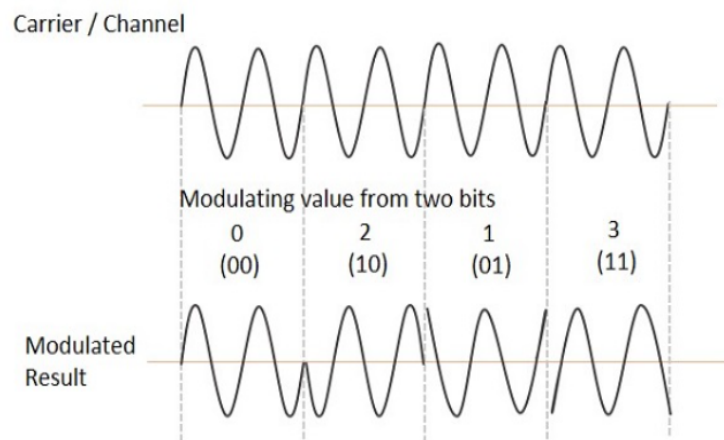 Carrier / Channel
Modulating value from two bits
0 2 1 3
(00) (10) (01) (11)
Modulated
Result